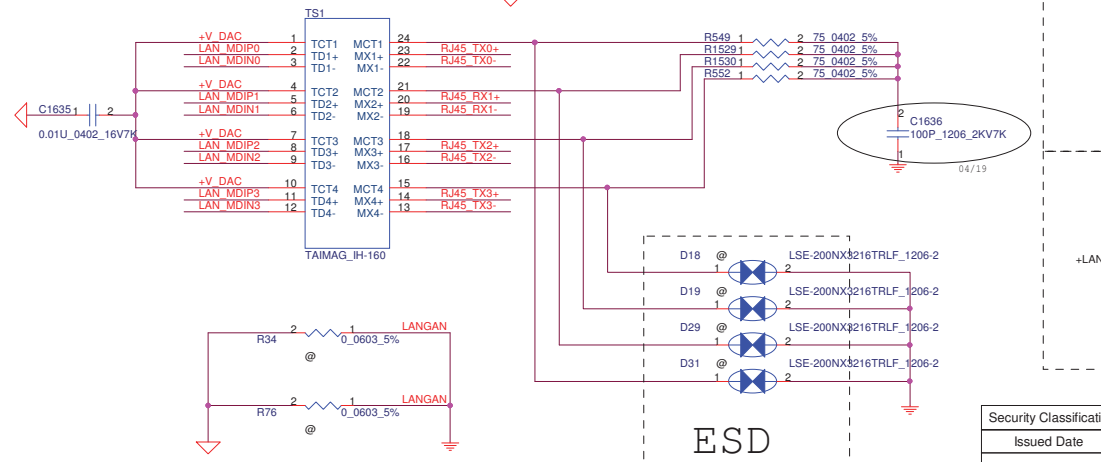 TS1
+V_DAC 1 TCT1 MCT1 24 R549 1 2 75_0402_5%
LAN_MDIP0 2 TD1+ MX1+ 23 RJ45_TX0+ R1529 1 2 75_0402_5%
LAN_MDIN0 3 TD1- MX1- 22 RJ45_TX0- R1530 1 2 75_0402_5%
R552 1 2 75_0402_5%
+V_DAC 4 TCT2 MCT2 21
LAN_MDIP1 5 TD2+ MX2+ 20 RJ45_RX1+
LAN_MDIN1 6 TD2- MX2- 19 RJ45_RX1-
C1635 1 2
0.01U_0402_16V7K
2
C1636
100P_1206_2KV7K
1
04/19
+V_DAC 7 TCT3 MCT3 18
LAN_MDIP2 8 TD3+ MX3+ 17 RJ45_TX2+
LAN_MDIN2 9 TD3- MX3- 16 RJ45_TX2-
+V_DAC 10 TCT4 MCT4 15
LAN_MDIP3 11 TD4+ MX4+ 14 RJ45_TX3+
LAN_MDIN3 12 TD4- MX4- 13 RJ45_TX3-
TAIMAG_IH-160
D18 @ LSE-200NX3216TRLF_1206-2
1 2
+LAN
D19 @ LSE-200NX3216TRLF_1206-2
1 2
D29 @ LSE-200NX3216TRLF_1206-2
1 2
D31 @ LSE-200NX3216TRLF_1206-2
1 2
R34 2 1 LANGAN
0_0603_5%
@
R76 2 1 LANGAN
0_0603_5%
@
ESD
Security Classificati
Issued Date